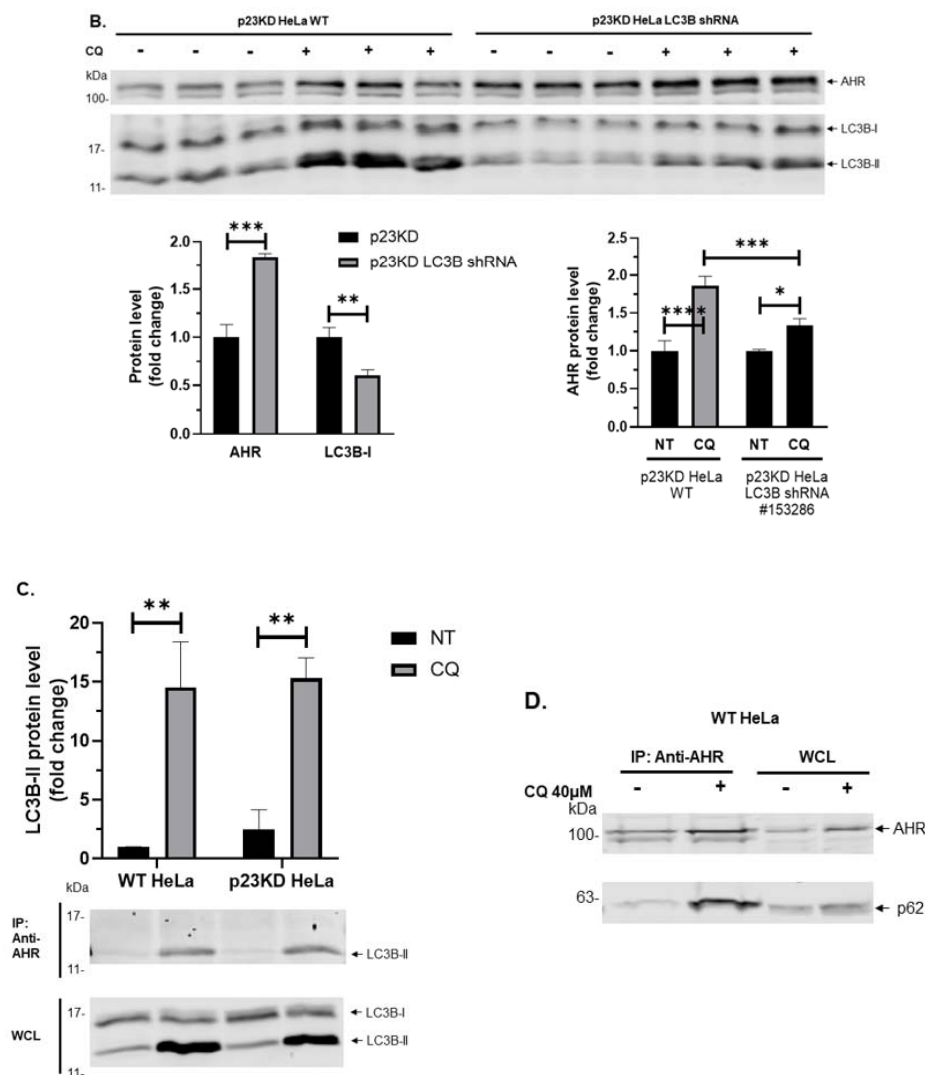 B.
p23KD HeLa WT
p23KD HeLa LC3B shRNA
CQ - - - + + + - - - + + +
kDa
100-
AHR
17-
11-
LC3B-I
LC3B-II
Protein level
(fold change)
2.0
1.5
1.0
0.5
0.0
***
**
AHR
LC3B-I
p23KD
p23KD LC3B shRNA
AHR protein level
(fold change)
2.5
2.0
1.5
1.0
0.5
0.0
***
****
*
NT CQ NT CQ
p23KD HeLa
WT
p23KD HeLa
LC3B shRNA
#153286
C.
LC3B-II protein level
(fold change)
20
15
10
5
0
**
**
NT
CQ
WT HeLa
p23KD HeLa
kDa
IP:
Anti-
AHR
17-
11-
LC3B-II
WCL
17-
11-
LC3B-I
LC3B-II
D.
WT HeLa
IP: Anti-AHR
WCL
CQ 40µM - + - +
kDa
100-
AHR
63-
p62